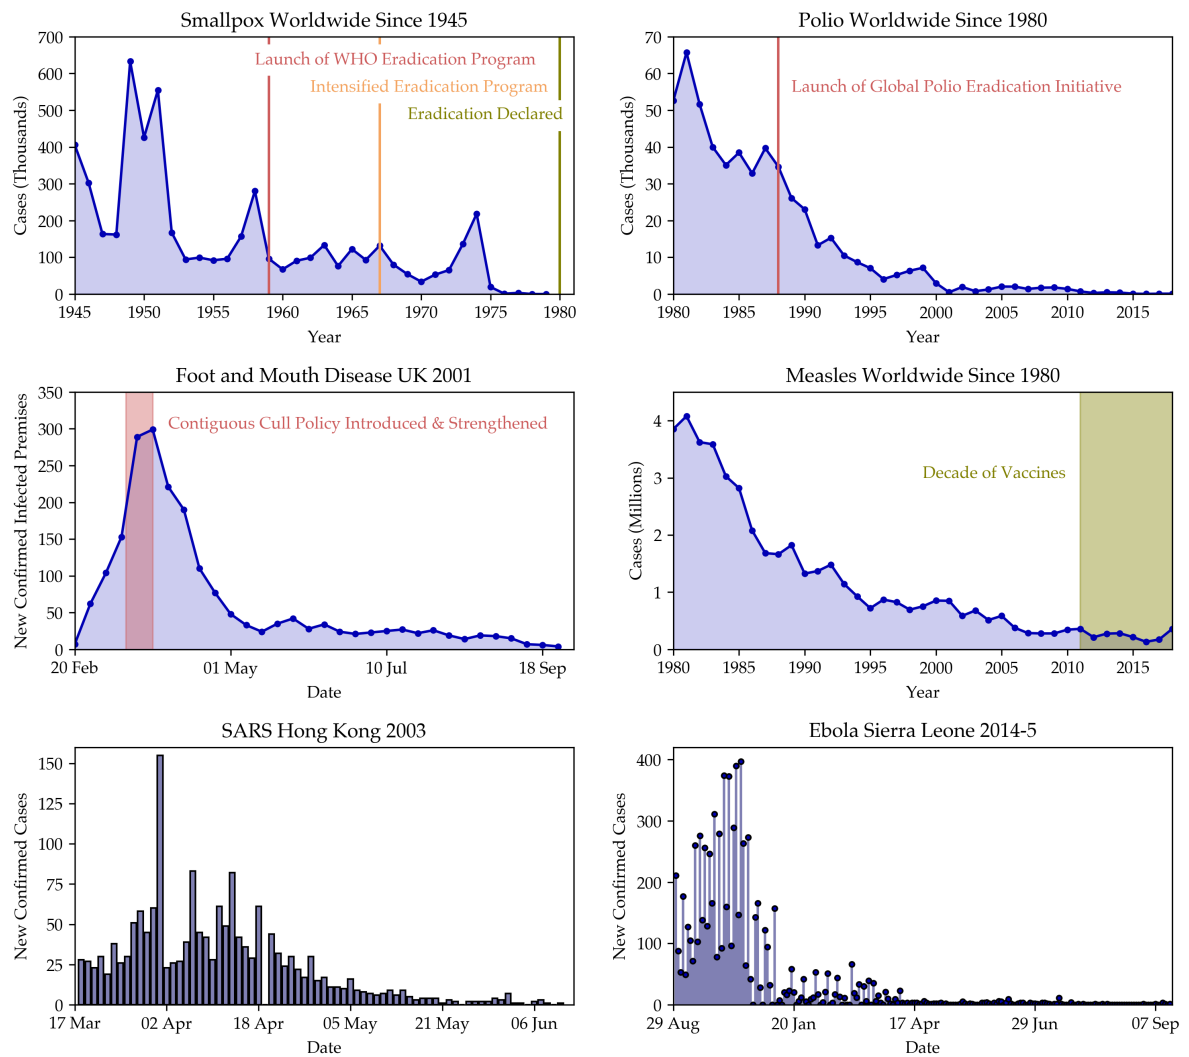 Smallpox Worldwide Since 1945
Cases (Thousands)
700
600
500
400
300
200
100
0
Launch of WHO Eradication Program
Intensified Eradication Program
Eradication Declared
1945 1950 1955 1960 1965 1970 1975 1980
Year
Polio Worldwide Since 1980
Cases (Thousands)
70
60
50
40
30
20
10
0
Launch of Global Polio Eradication Initiative
1980 1985 1990 1995 2000 2005 2010 2015
Year
Foot and Mouth Disease UK 2001
New Confirmed Infected Premises
350
300
250
200
150
100
50
0
Contiguous Cull Policy Introduced & Strengthened
20 Feb 01 May 10 Jul 18 Sep
Date
Measles Worldwide Since 1980
Cases (Millions)
4
3
2
1
0
Decade of Vaccines
1980 1985 1990 1995 2000 2005 2010 2015
Year
SARS Hong Kong 2003
New Confirmed Cases
150
125
100
75
50
25
0
17 Mar 02 Apr 18 Apr 05 May 21 May 06 Jun
Date
Ebola Sierra Leone 2014-5
New Confirmed Cases
400
300
200
100
0
29 Aug 20 Jan 17 Apr 29 Jun 07 Sep
Date